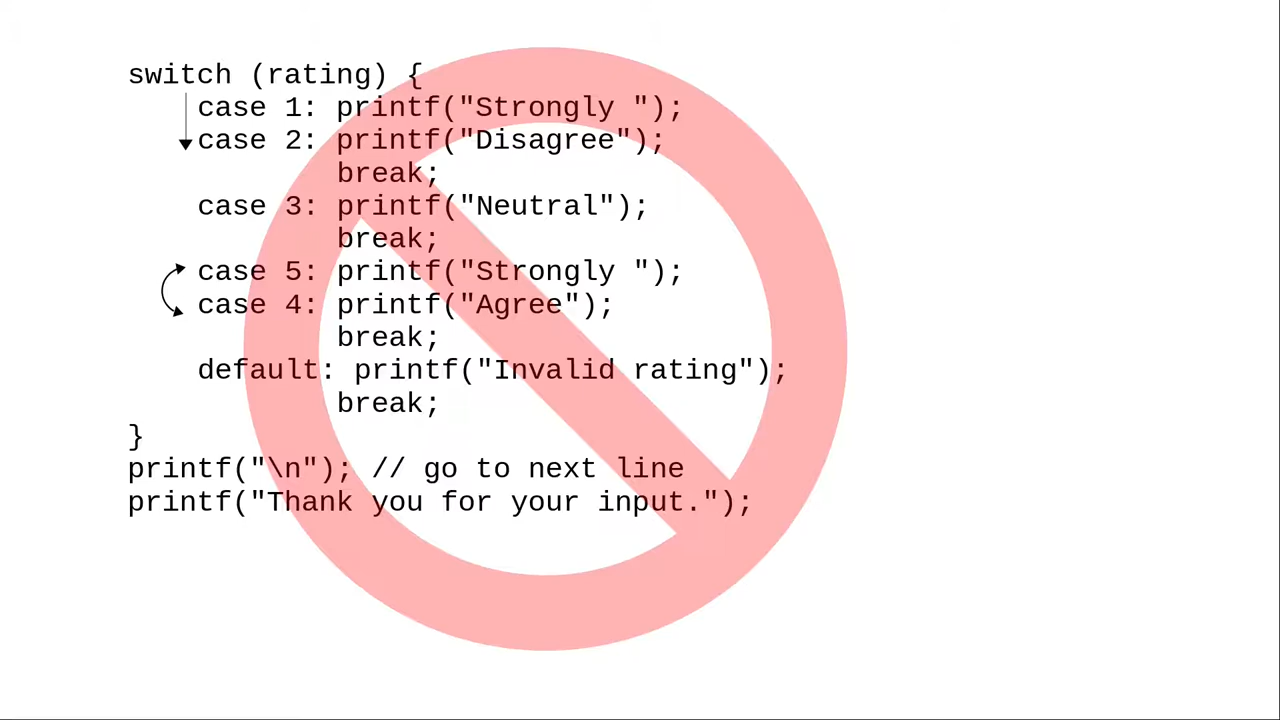 switch (rating) {
case 1: printf("Strongly ");
case 2: printf("Disagree");
break;
case 3: printf("Neutral");
break;
case 5: printf("Strongly ");
case 4: printf("Agree");
break;
default: printf("Invalid rating");
break;
}
printf("\n"); // go to next line
printf("Thank you for your input.");